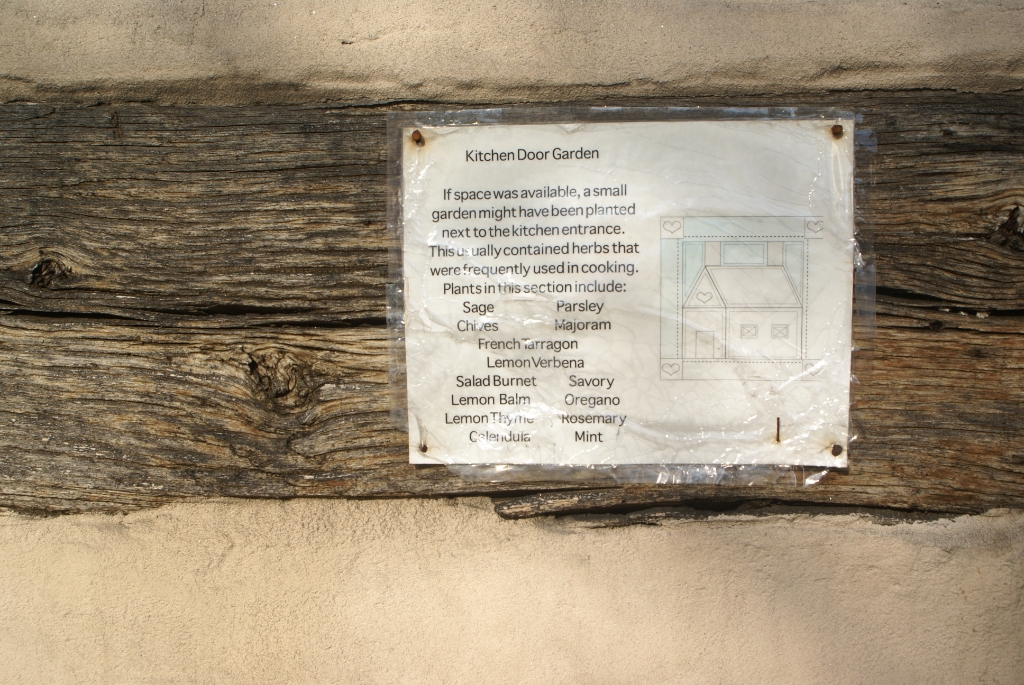 Kitchen Door Garden
If space was available, a small
garden might have been planted
next to the kitchen entrance.
This usually contained herbs that
were frequently used in cooking.
Plants in this section include:
Sage Parsley
Chives Majoram
French Tarragon
Lemon Verbena
Salad Burnet Savory
Lemon Balm Oregano
Lemon Thyme Rosemary
Calendula Mint